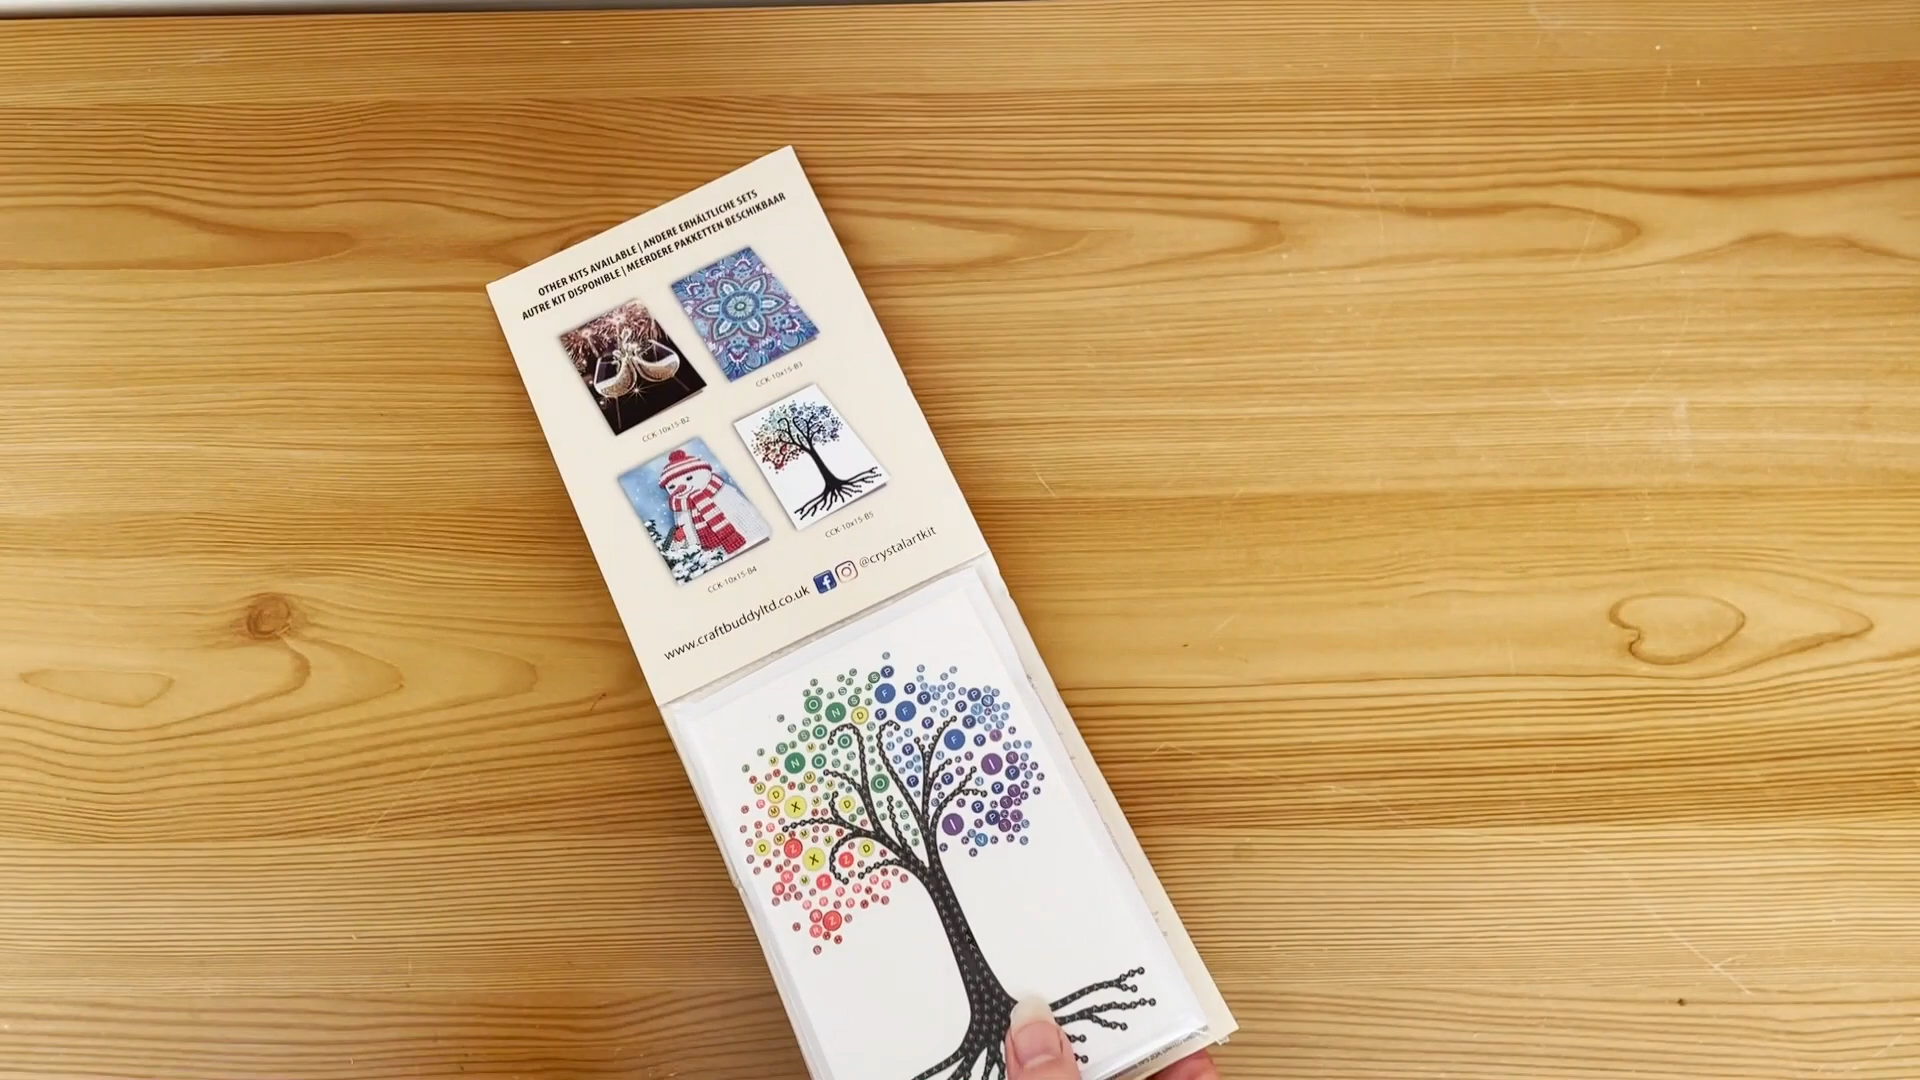 OTHER KITS AVAILABLE | ANDERE ERHÄLTLICHE SETS
AUTRE KIT DISPONIBLE | MEERDERE PAKKETTEN BESCHIKBAAR
CCK-10x15-B2
CCK-10x15-B3
CCK-10x15-B4
CCK-10x15-B5
www.craftbuddyltd.co.uk @crystalartkit